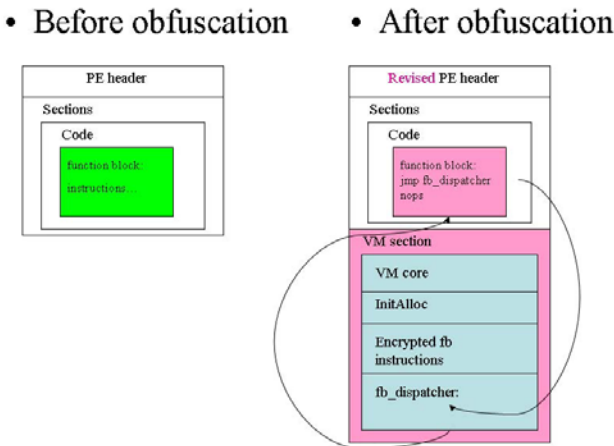 • Before obfuscation
PE header
Sections
Code
function block:
instructions...
• After obfuscation
Revised PE header
Sections
Code
function block:
jmp fb_dispatcher
nops
VM section
VM core
InitAlloc
Encrypted fb
instructions
fb_dispatcher: